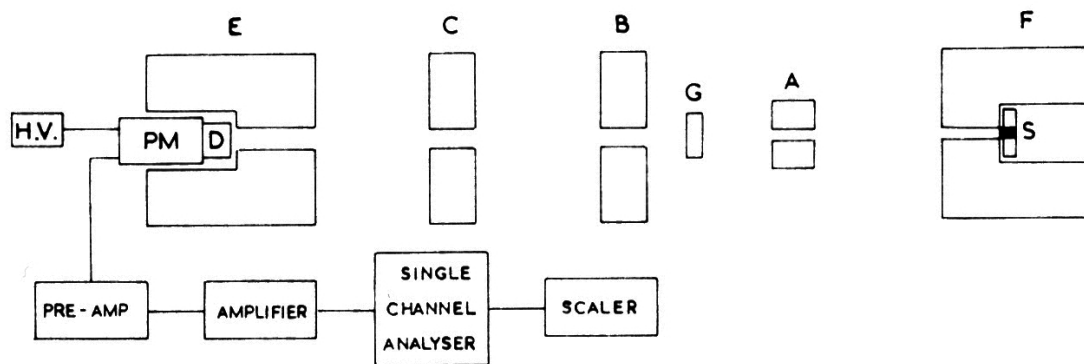 E
C
B
F
G
A
H.V.
PM
D
S
PRE-AMP
AMPLIFIER
SINGLE
CHANNEL
ANALYSER
SCALER